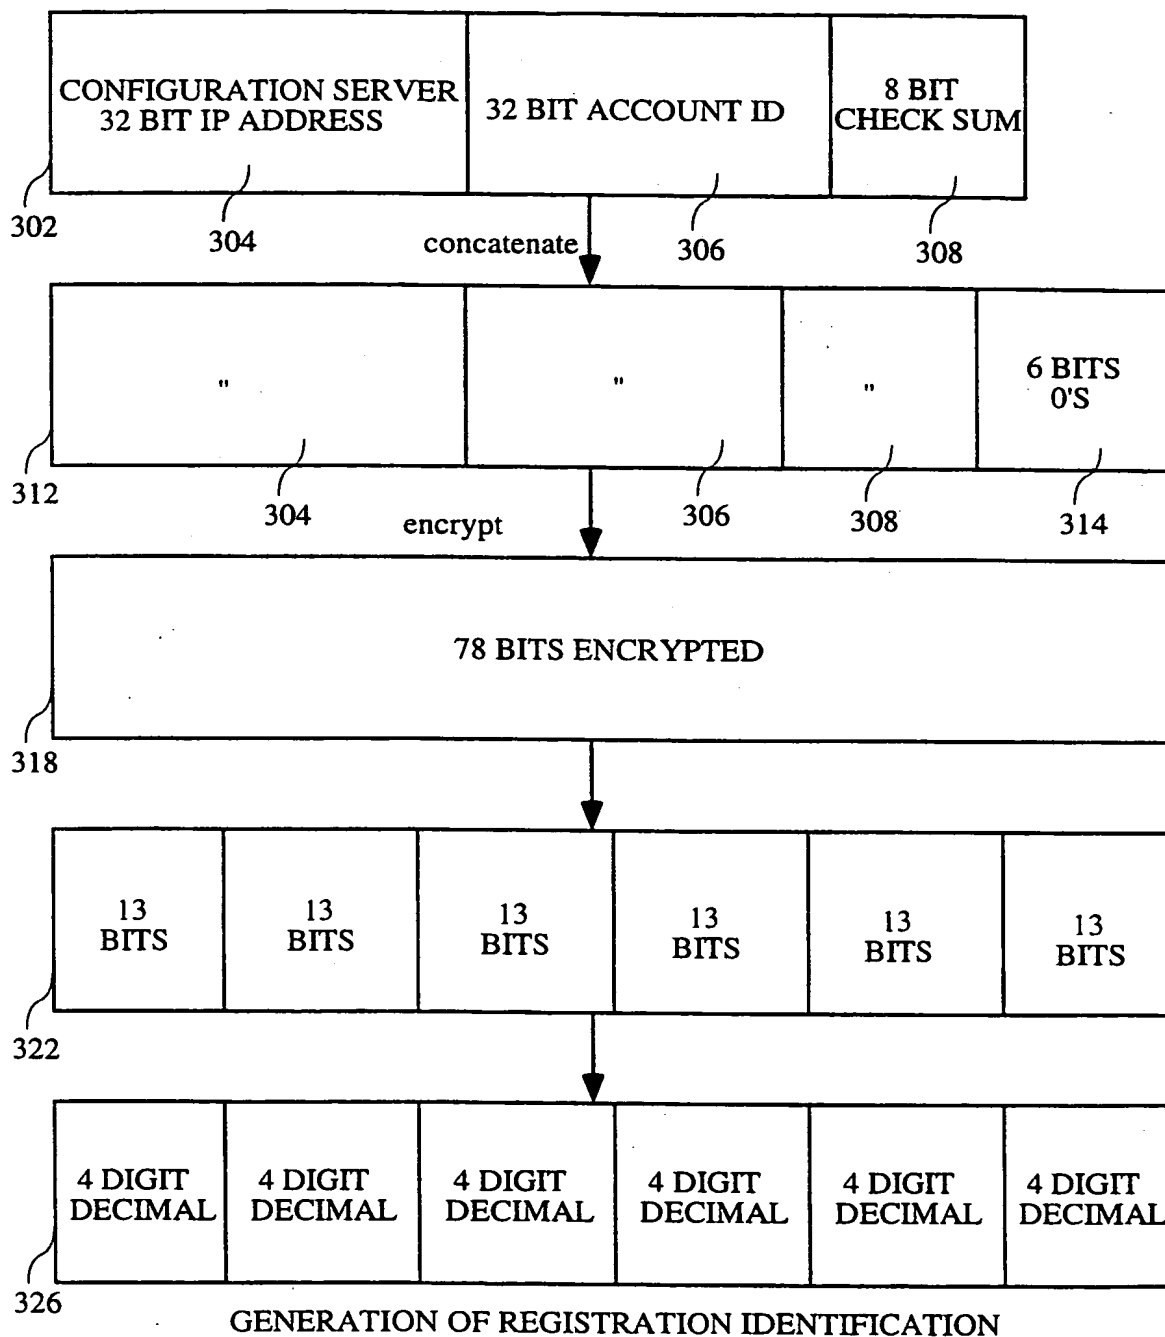 CONFIGURATION SERVER
32 BIT IP ADDRESS
32 BIT ACCOUNT ID
8 BIT
CHECK SUM
302
304
concatenate
306
308
"
"
"
6 BITS
0'S
312
304
encrypt
306
308
314
78 BITS ENCRYPTED
318
13
BITS
13
BITS
13
BITS
13
BITS
13
BITS
13
BITS
322
4 DIGIT
DECIMAL
4 DIGIT
DECIMAL
4 DIGIT
DECIMAL
4 DIGIT
DECIMAL
4 DIGIT
DECIMAL
4 DIGIT
DECIMAL
326
GENERATION OF REGISTRATION IDENTIFICATION